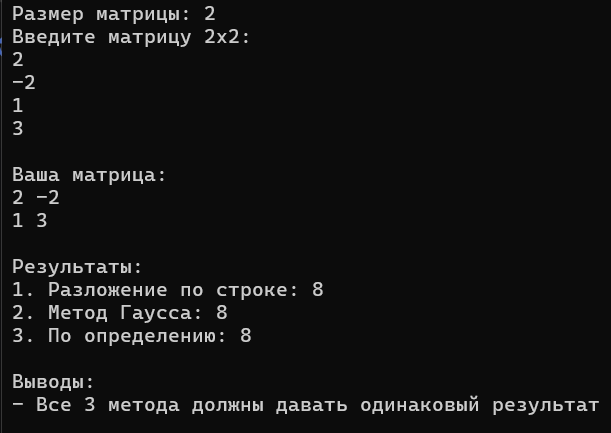 Размер матрицы: 2
Введите матрицу 2x2:
2
-2
1
3
Ваша матрица:
2 -2
1 3
Результаты:
1. Разложение по строке: 8
2. Метод Гаусса: 8
3. По определению: 8
Выводы:
- Все 3 метода должны давать одинаковый результат